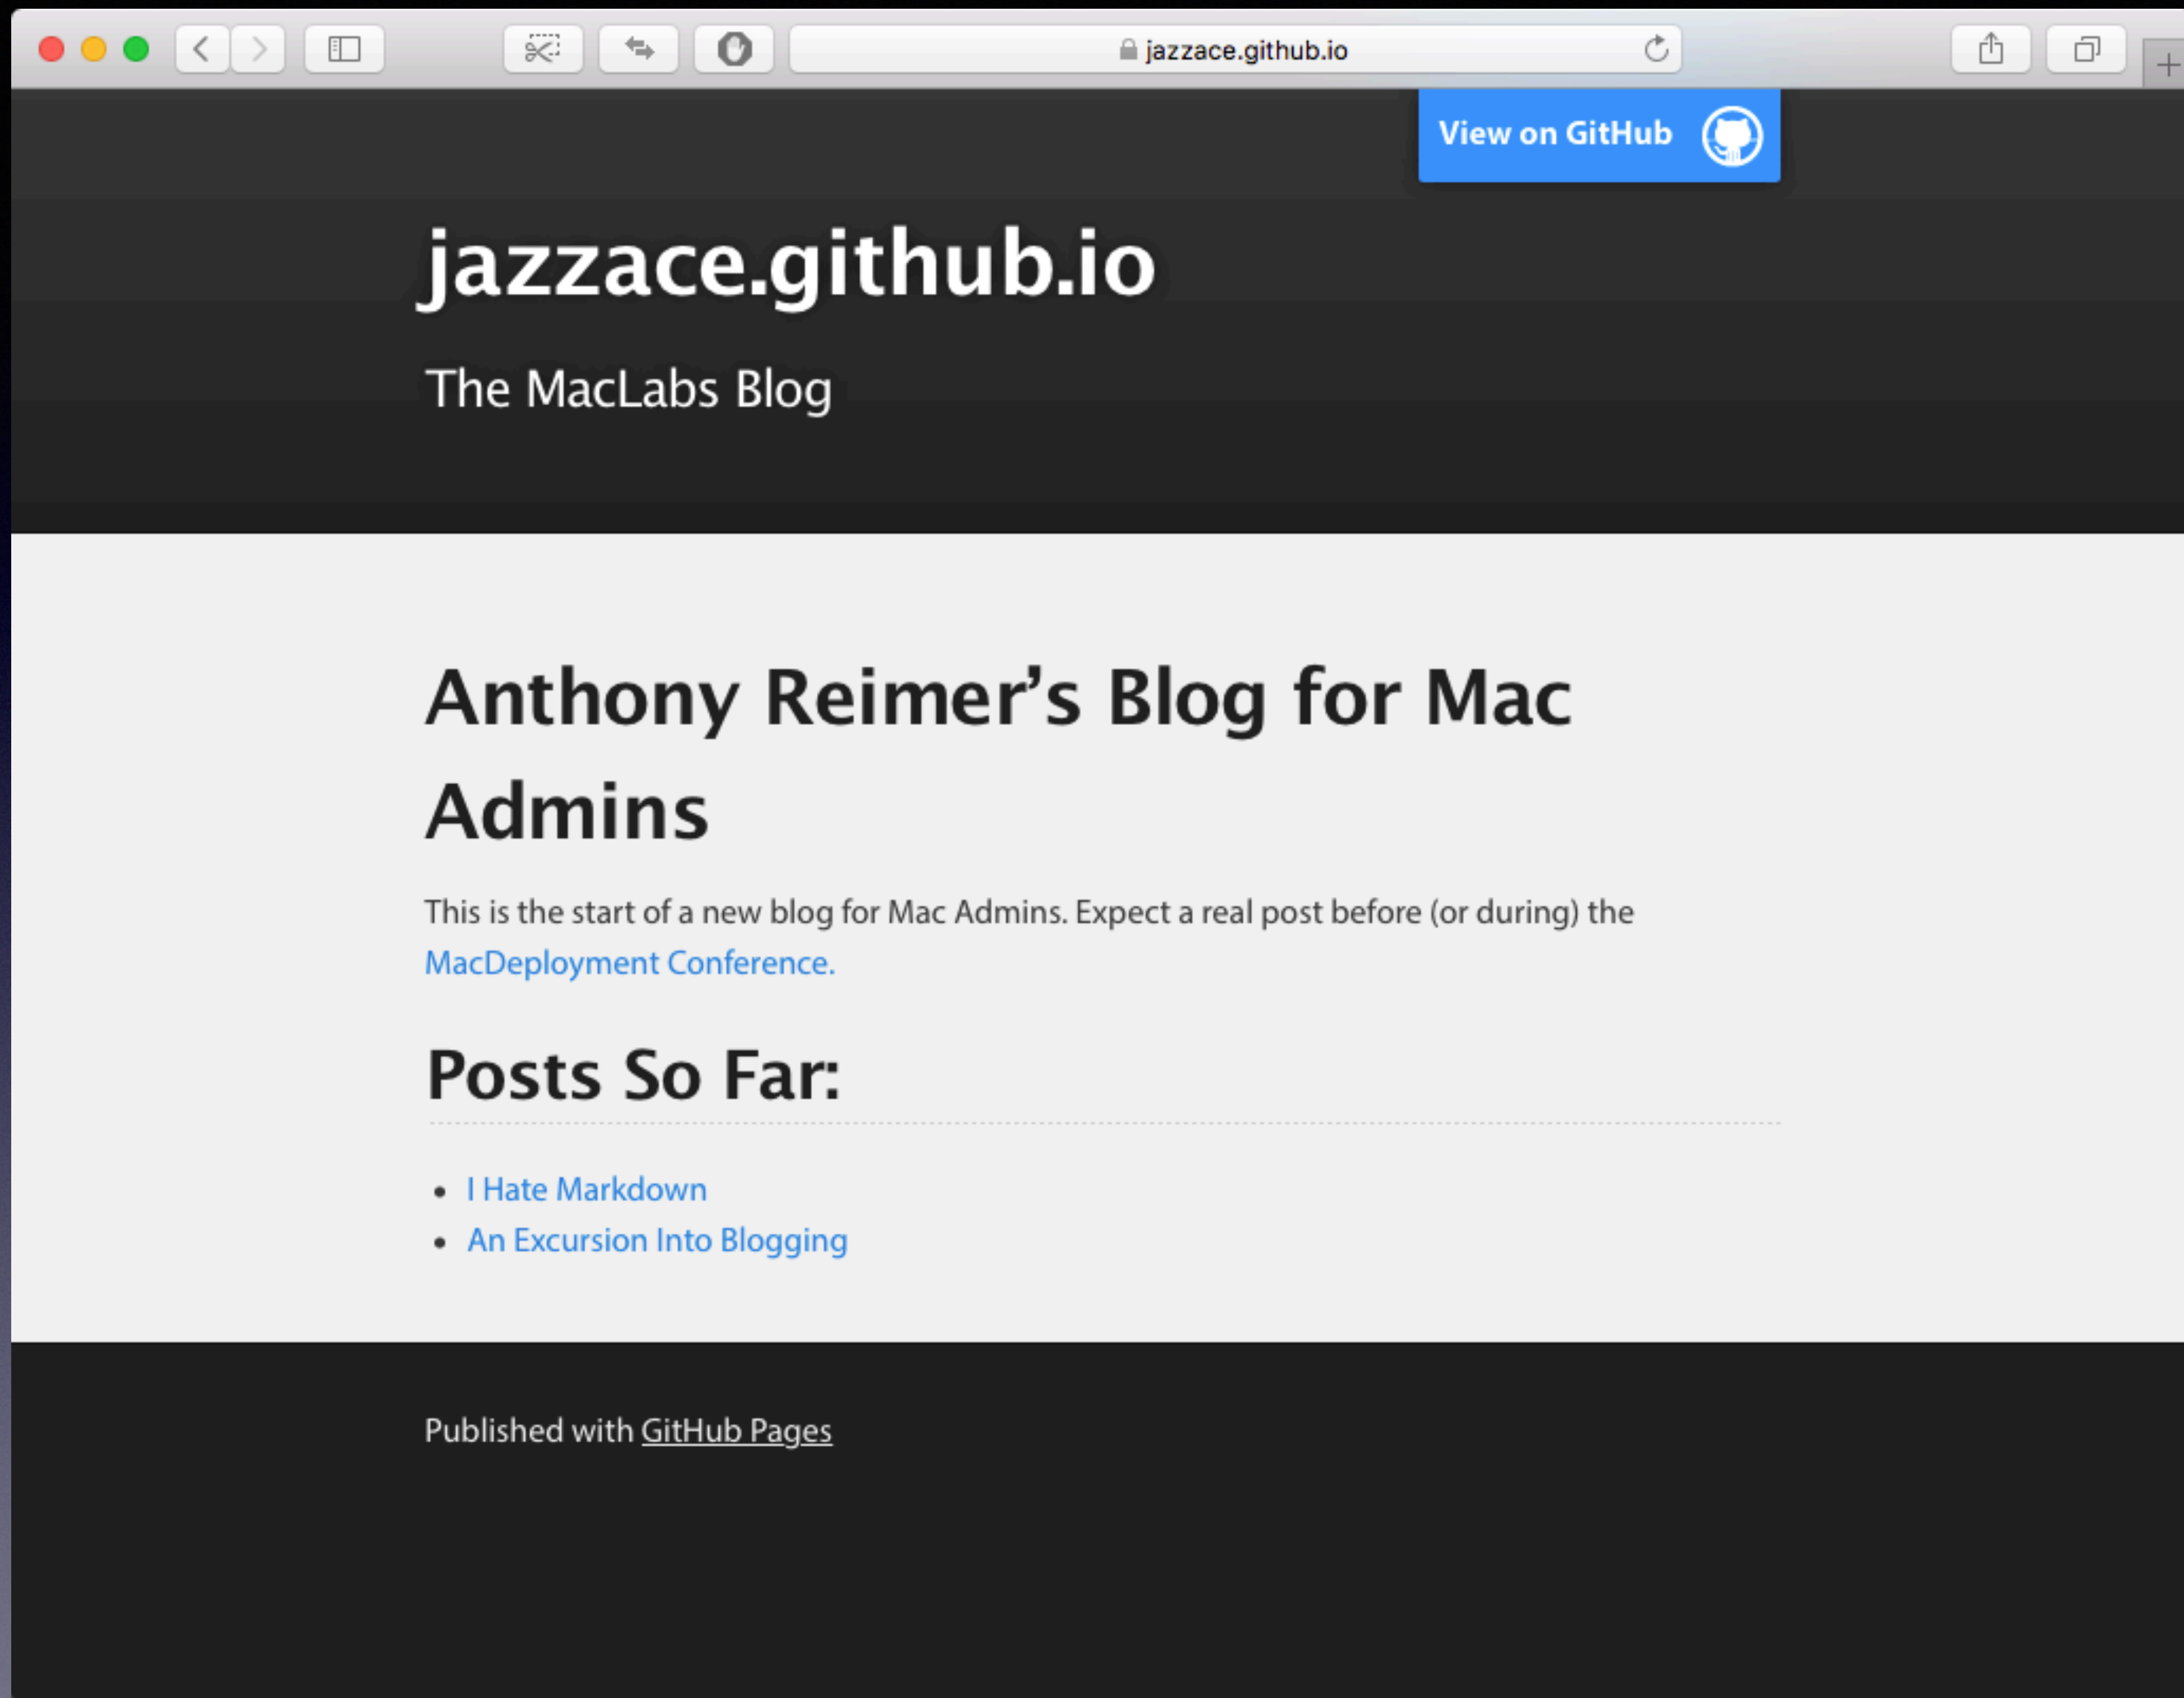 jazzace.github.io
View on GitHub
jazzace.github.io
The MacLabs Blog
Anthony Reimer’s Blog for Mac
Admins
This is the start of a new blog for Mac Admins. Expect a real post before (or during) the
MacDeployment Conference.
Posts So Far:
I Hate Markdown
An Excursion Into Blogging
Published with GitHub Pages